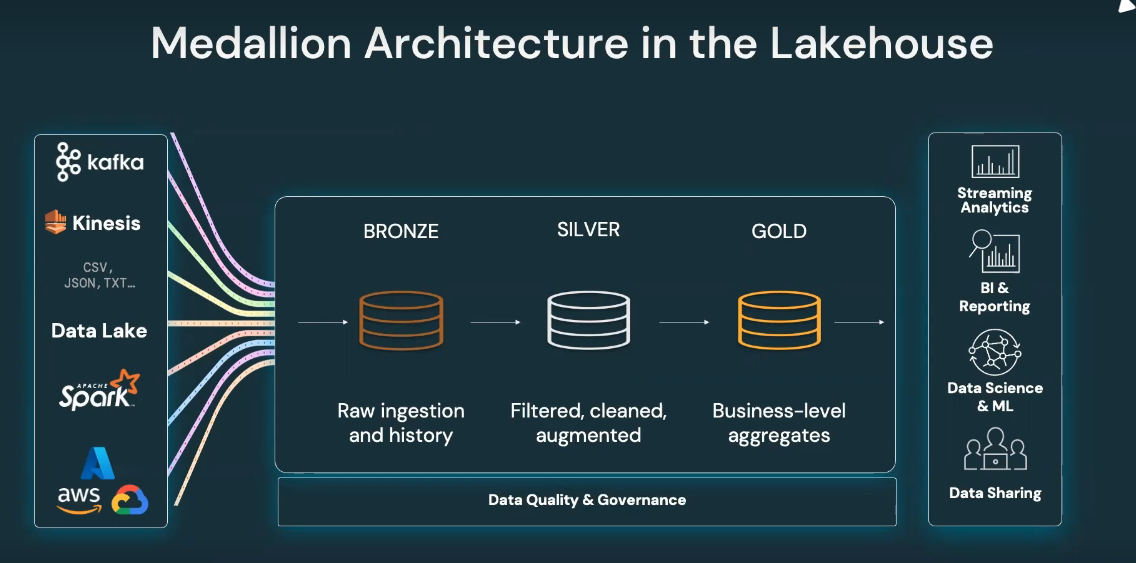 Medallion Architecture in the Lakehouse
kafka
Kinesis
CSV,
JSON, TXT...
Data Lake
APACHE
Spark™
aws
BRONZE
SILVER
GOLD
Raw ingestion
and history
Filtered, cleaned,
augmented
Business-level
aggregates
Data Quality & Governance
Streaming
Analytics
BI &
Reporting
Data Science
& ML
Data Sharing